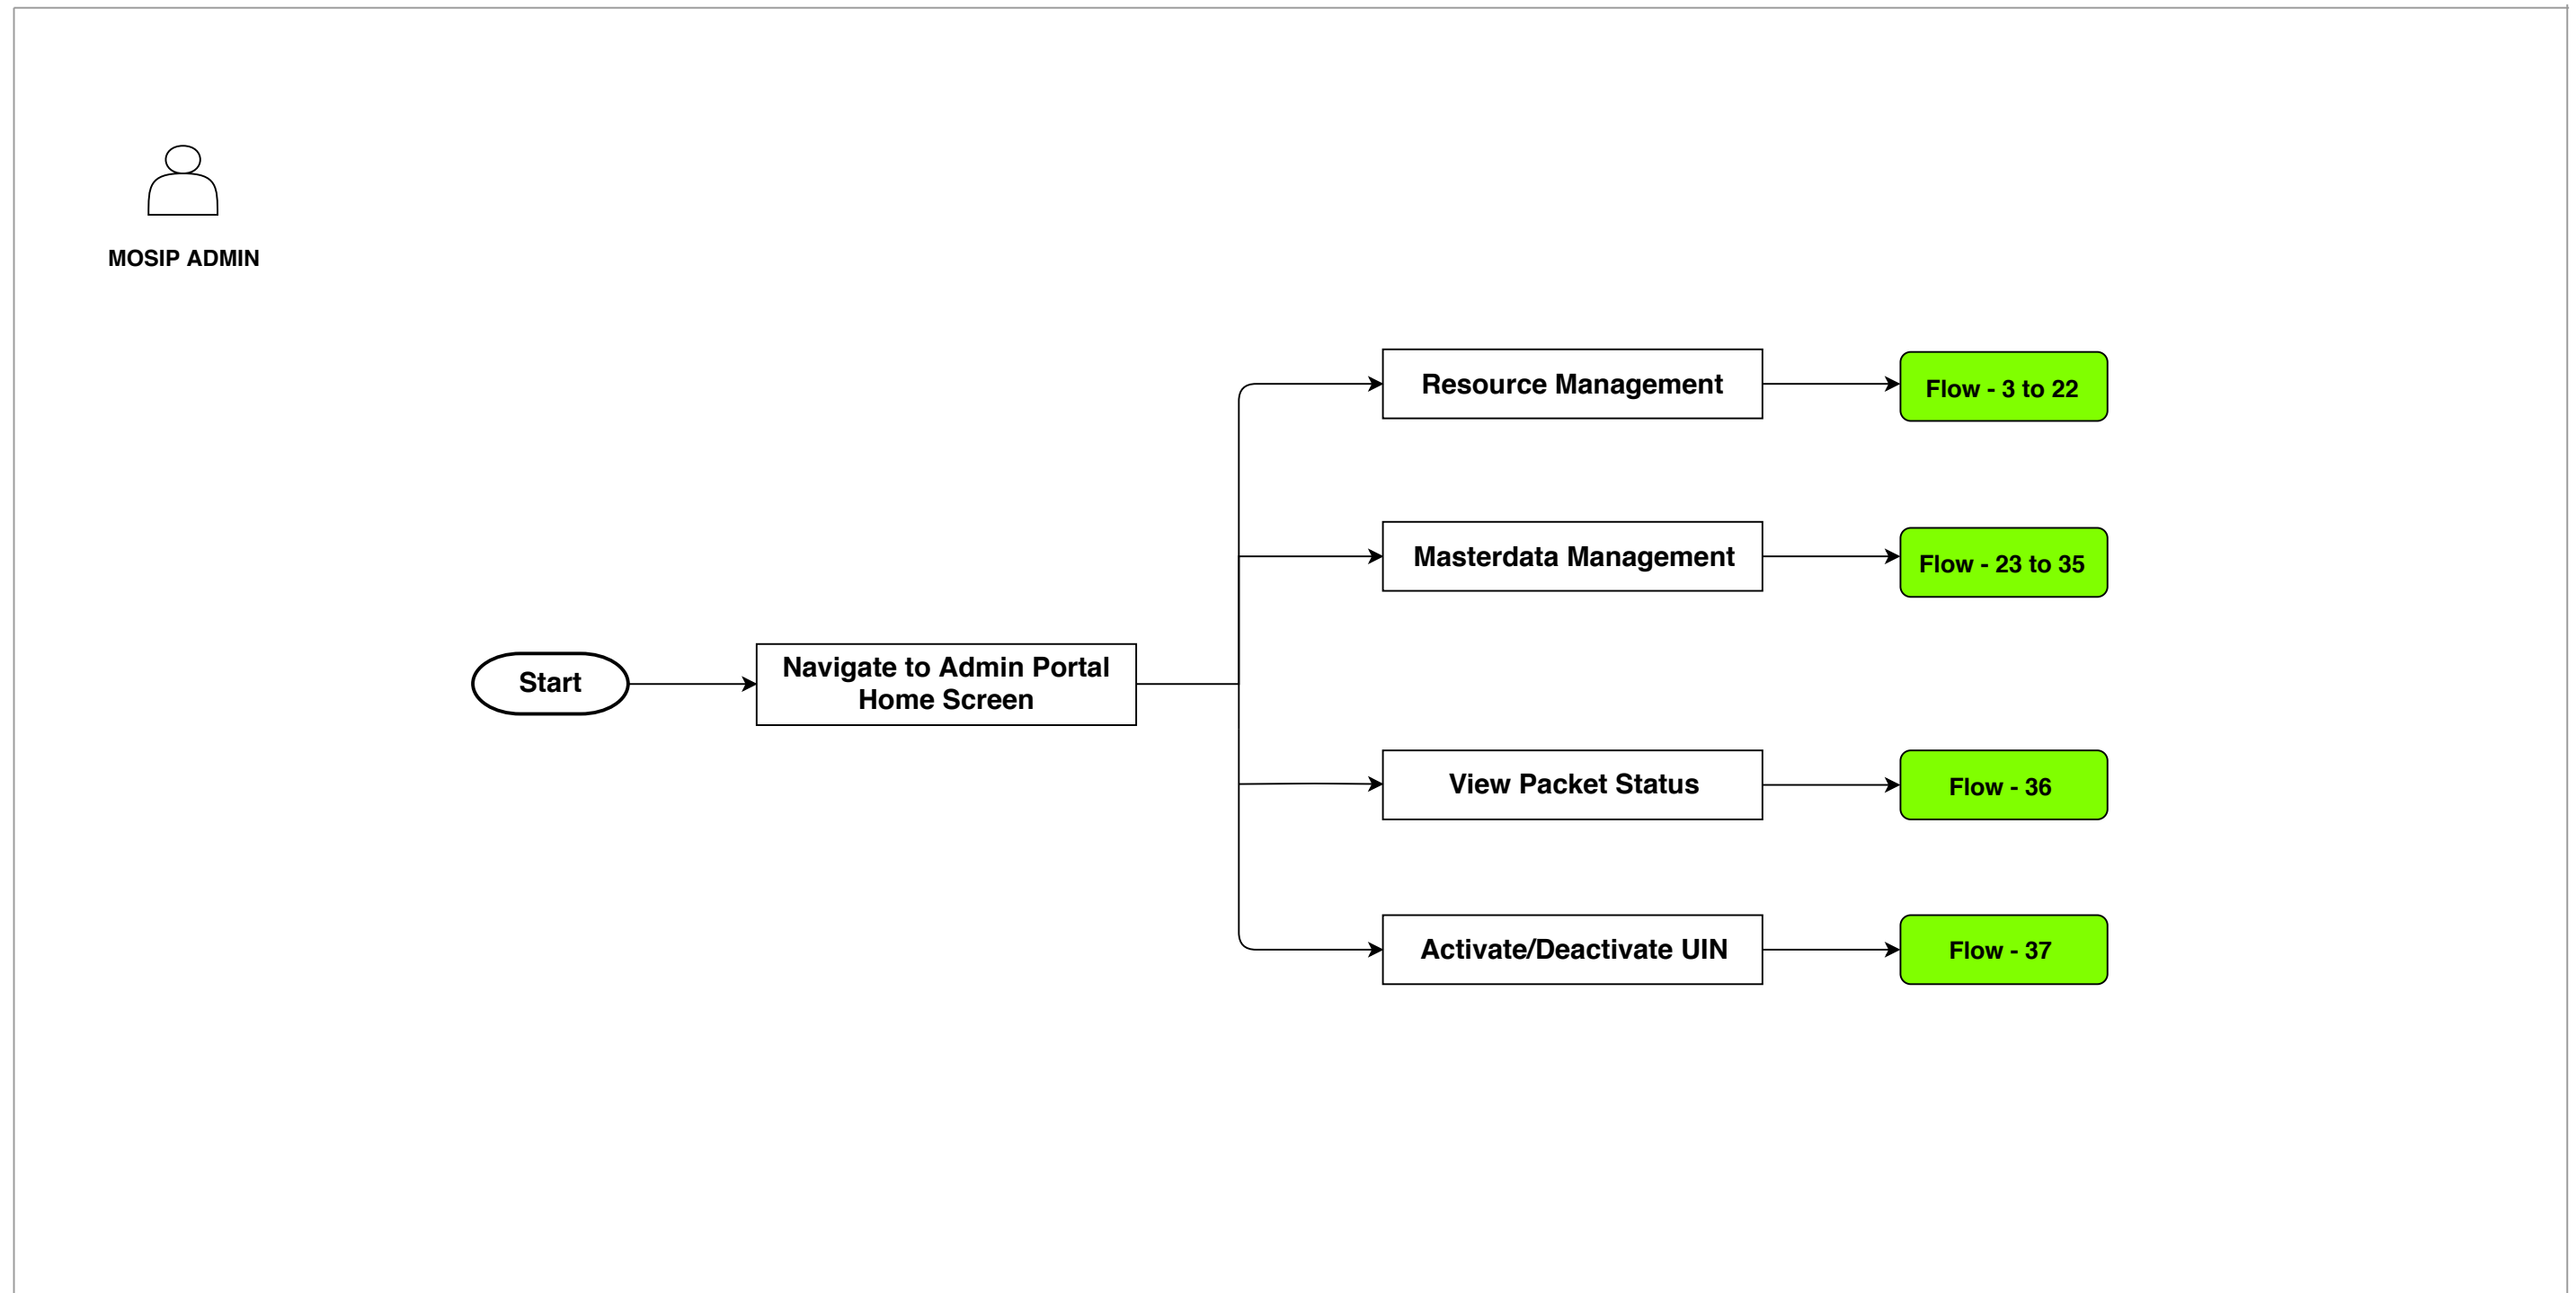 MOSIP ADMIN
Start
Navigate to Admin Portal
Home Screen
Resource Management
Flow - 3 to 22
Masterdata Management
Flow - 23 to 35
View Packet Status
Flow - 36
Activate/Deactivate UIN
Flow - 37